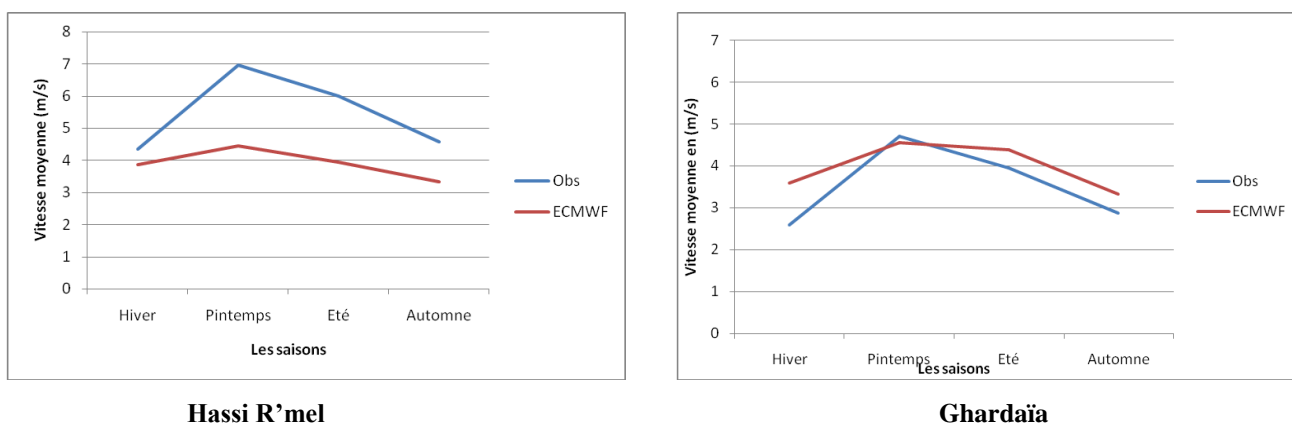 8
7
6
5
4
3
2
1
0
Vitesse moyenne (m/s)
Hiver
Pintemps
Eté
Automne
Les saisons
Obs
ECMWF
Hassi R’mel
7
6
5
4
3
2
1
0
Vitesse moyenne en (m/s)
Hiver
Pintemps
Eté
Automne
Les saisons
Obs
ECMWF
Ghardaïa